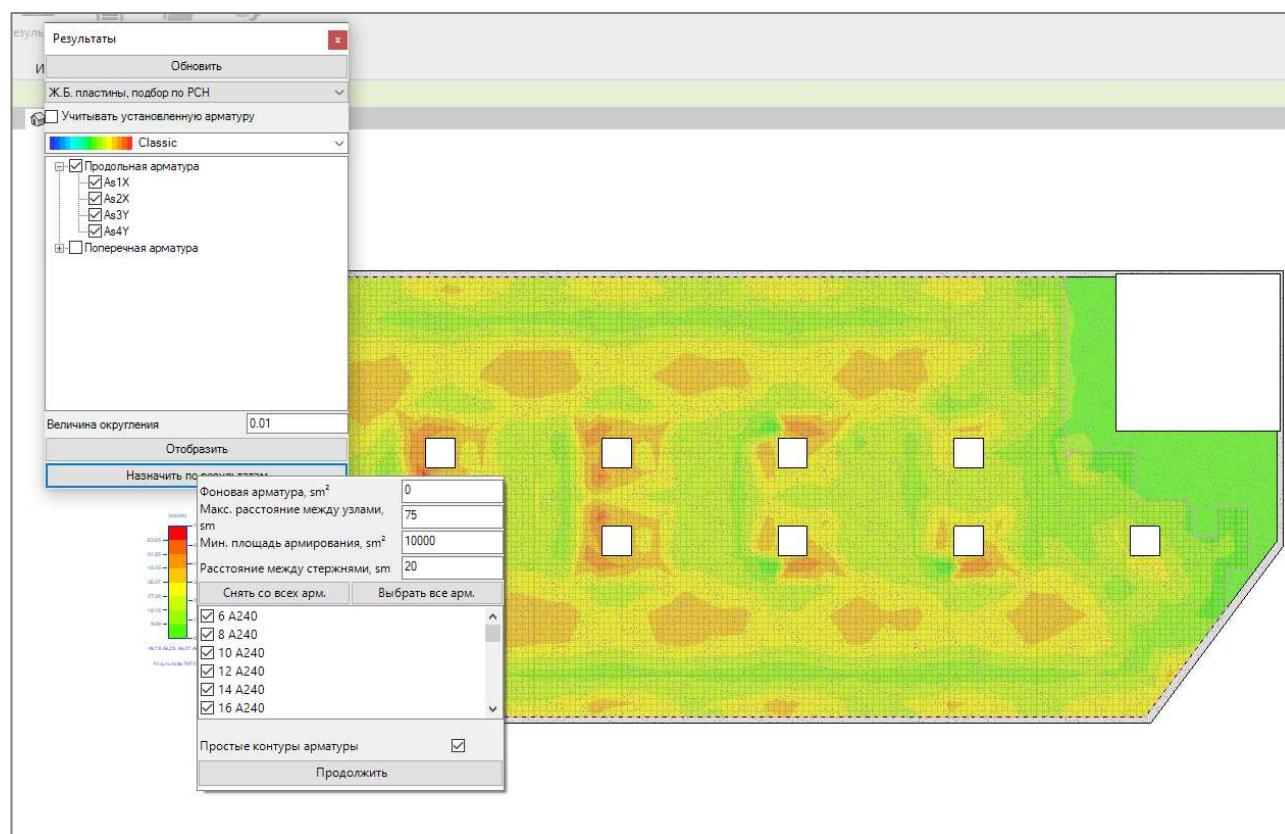 Результаты
Обновить
Ж.Б. пластины, подбор по РСН
Учитывать установленную арматуру
Classic
Продольная арматура
As1X
As2X
As3Y
As4Y
Поперечная арматура
Величина округления 0.01
Отобразить
Назначить по результатам
Фоновая арматура, sm² 0
Макс. расстояние между узлами, sm 75
Мин. площадь армирования, sm² 10000
Расстояние между стержнями, sm 20
Снять со всех арм. Выбрать все арм.
6 A240
8 A240
10 A240
12 A240
14 A240
16 A240
Простые контуры арматуры
Продолжить